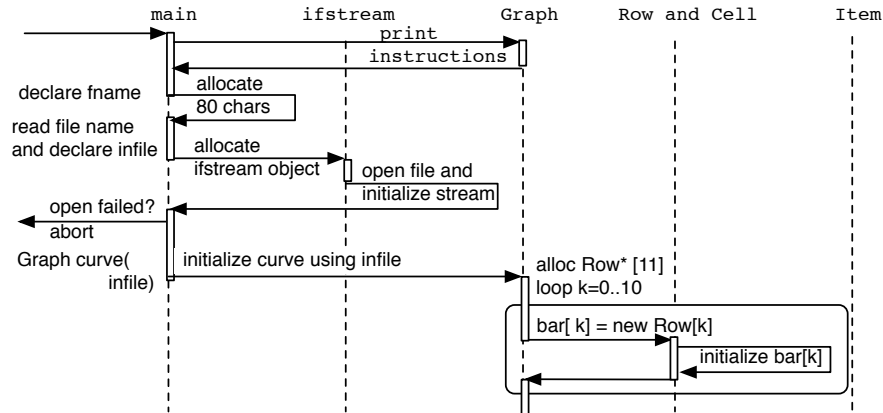 main ifstream Graph Row and Cell Item
print
instructions
declare fname
allocate
80 chars
read file name
and declare infile
allocate
ifstream object
open file and
initialize stream
open failed?
abort
Graph curve(
infile)
initialize curve using infile
alloc Row* [11]
loop k=0..10
bar[ k] = new Row[k]
initialize bar[k]